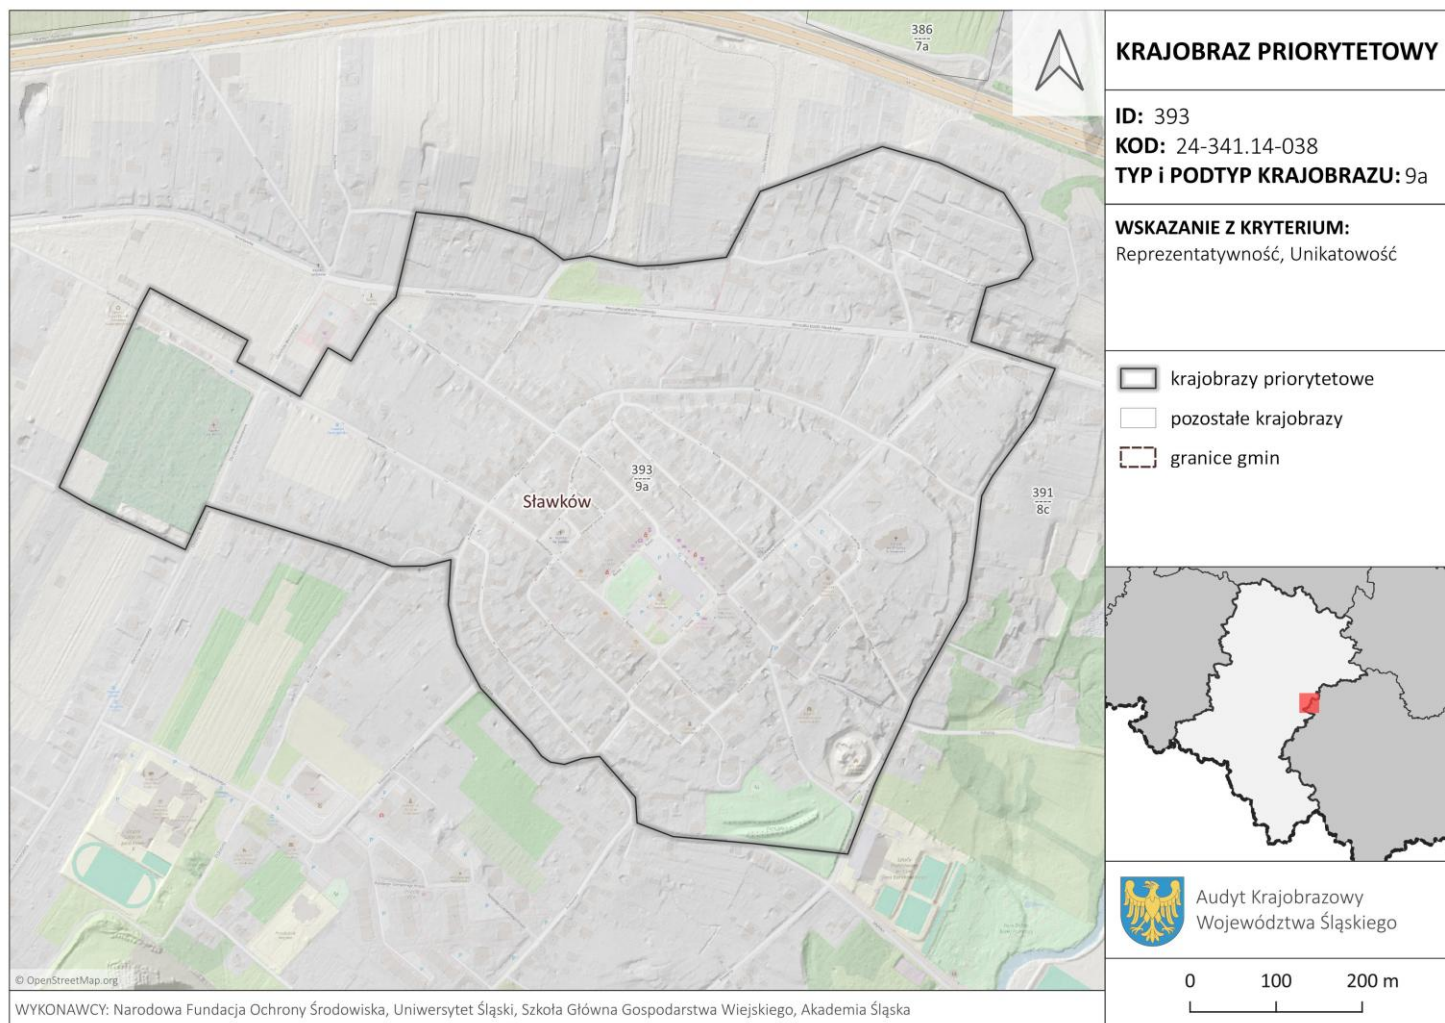 386
7a
393
9a
Sławków
391
8c
© OpenStreetMap.org
WYKONAWCY: Narodowa Fundacja Ochrony Środowiska, Uniwersytet Śląski, Szkoła Główna Gospodarstwa Wiejskiego, Akademia Śląska
KRAJOBRAZ PRIORYTETOWY
ID: 393
KOD: 24-341.14-038
TYP i PODTYP KRAJOBRAZU: 9a
WSKAZANIE Z KRYTERIUM:
Reprezentatywność, Unikatowość
krajobrazy priorytetowe
pozostałe krajobrazy
granice gmin
Audyt Krajobrazowy
Województwa Śląskiego
0 100 200 m